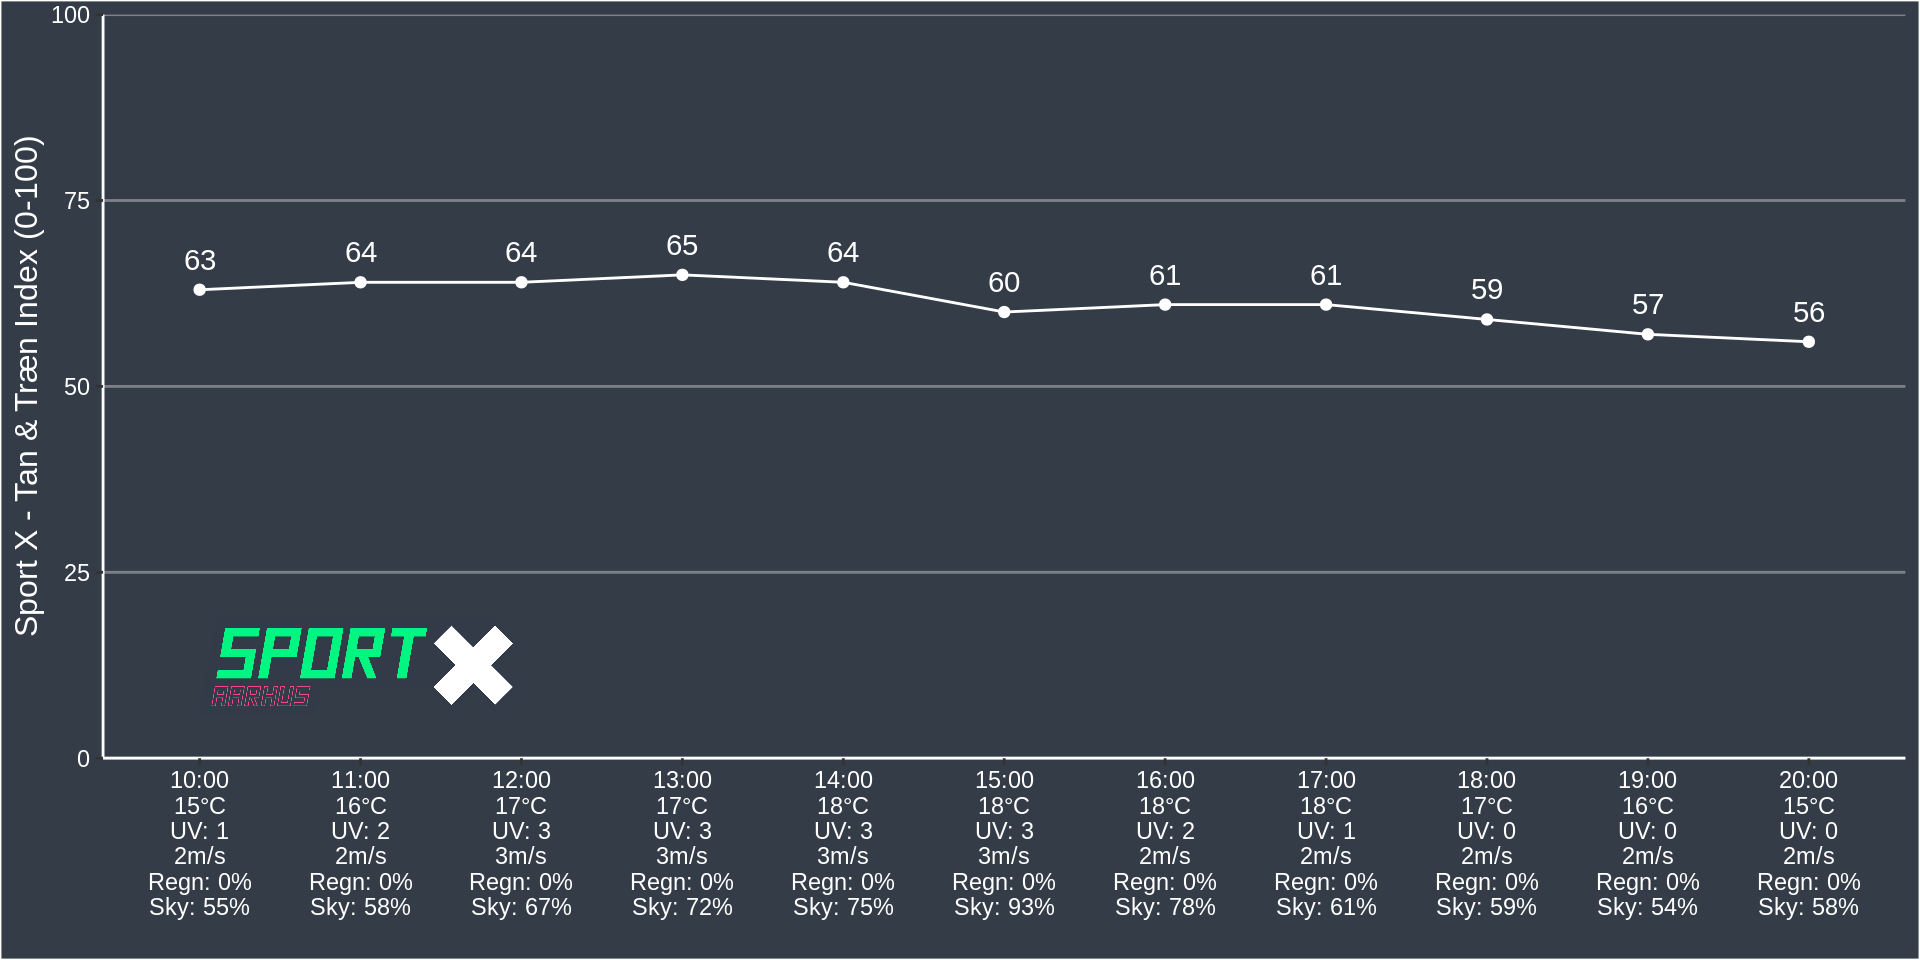 Sport X - Tan & Træn Index (0-100)
100
75
50
25
0
63
64
64
65
64
60
61
61
59
57
56
SPORT X
AARHUS
10:00
15°C
UV: 1
2m/s
Regn: 0%
Sky: 55%
11:00
16°C
UV: 2
2m/s
Regn: 0%
Sky: 58%
12:00
17°C
UV: 3
3m/s
Regn: 0%
Sky: 67%
13:00
17°C
UV: 3
3m/s
Regn: 0%
Sky: 72%
14:00
18°C
UV: 3
3m/s
Regn: 0%
Sky: 75%
15:00
18°C
UV: 3
3m/s
Regn: 0%
Sky: 93%
16:00
18°C
UV: 2
2m/s
Regn: 0%
Sky: 78%
17:00
18°C
UV: 1
2m/s
Regn: 0%
Sky: 61%
18:00
17°C
UV: 0
2m/s
Regn: 0%
Sky: 59%
19:00
16°C
UV: 0
2m/s
Regn: 0%
Sky: 54%
20:00
15°C
UV: 0
2m/s
Regn: 0%
Sky: 58%